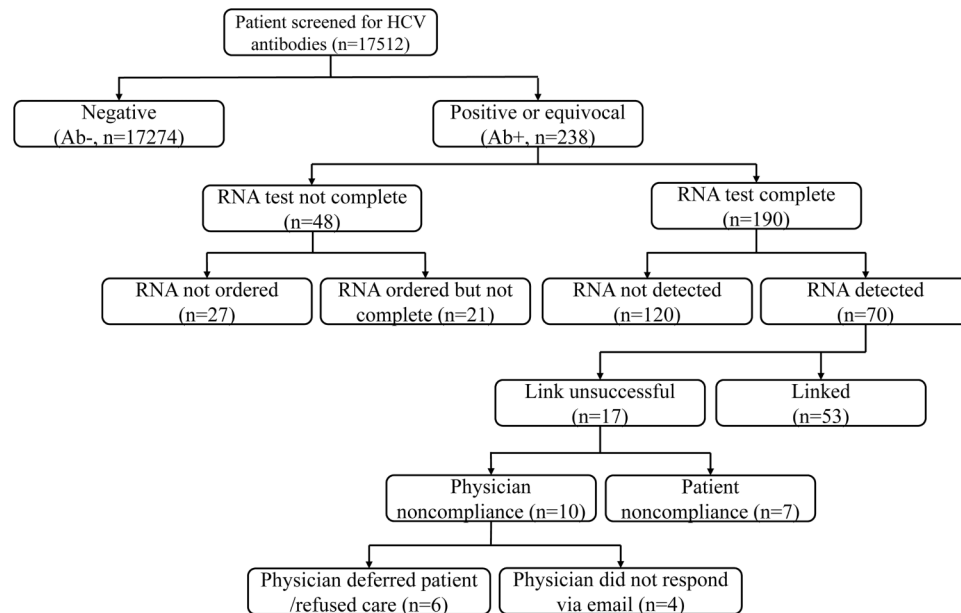 Patient screened for HCV
antibodies (n=17512)
Negative
(Ab-, n=17274)
Positive or equivocal
(Ab+, n=238)
RNA test not complete
(n=48)
RNA test complete
(n=190)
RNA not ordered
(n=27)
RNA ordered but not
complete (n=21)
RNA not detected
(n=120)
RNA detected
(n=70)
Link unsuccessful
(n=17)
Linked
(n=53)
Physician
noncompliance (n=10)
Patient
noncompliance (n=7)
Physician deferred patient
/refused care (n=6)
Physician did not respond
via email (n=4)